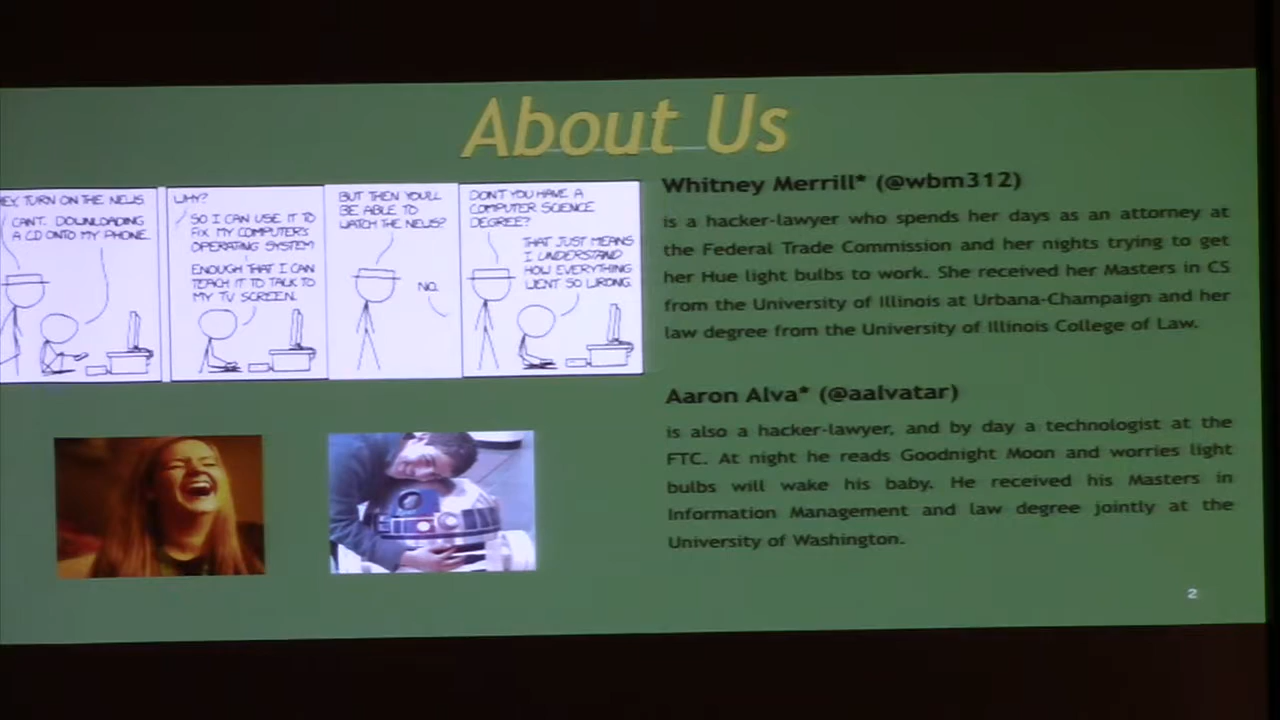 About Us
EY, TURN ON THE NEWS.
CAN'T. DOWNLOADING
A CD ONTO MY PHONE.
WHY?
SO I CAN USE IT TO
FIX MY COMPUTER'S
OPERATING SYSTEM
ENOUGH THAT I CAN
TEACH IT TO TALK TO
MY TV SCREEN.
BUT THEN YOU'LL
BE ABLE TO
WATCH THE NEWS?
NO.
DON'T YOU HAVE A
COMPUTER SCIENCE
DEGREE?
THAT JUST MEANS
I UNDERSTAND
HOW EVERYTHING
WENT SO WRONG.
Whitney Merrill* (@wbm312)
is a hacker-lawyer who spends her days as an attorney at
the Federal Trade Commission and her nights trying to get
her Hue light bulbs to work. She received her Masters in CS
from the University of Illinois at Urbana-Champaign and her
law degree from the University of Illinois College of Law.
Aaron Alva* (@aalvatar)
is also a hacker-lawyer, and by day a technologist at the
FTC. At night he reads Goodnight Moon and worries light
bulbs will wake his baby. He received his Masters in
Information Management and law degree jointly at the
University of Washington.
2